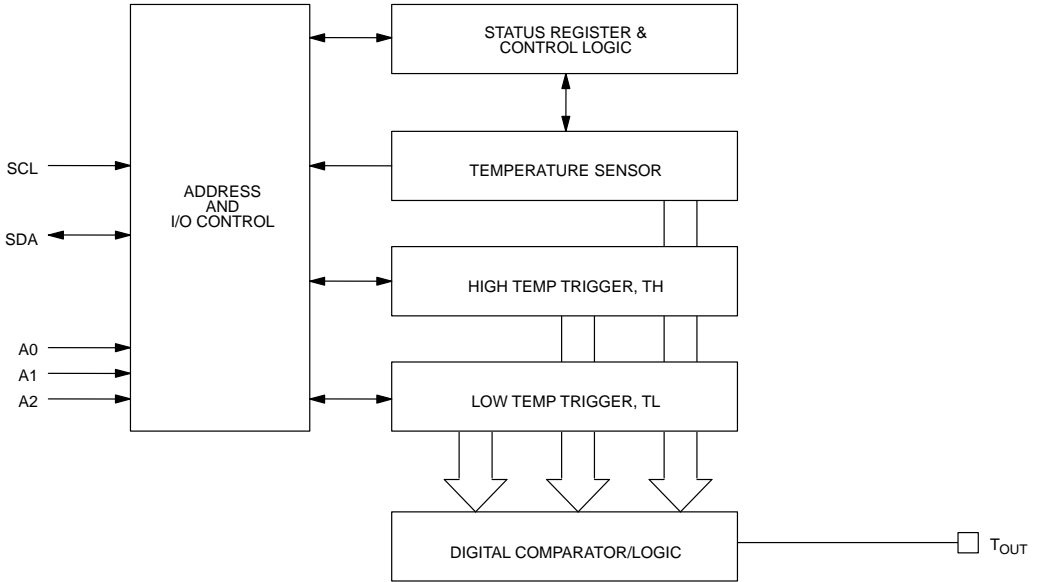 STATUS REGISTER &
CONTROL LOGIC
SCL
TEMPERATURE SENSOR
ADDRESS
AND
I/O CONTROL
SDA
HIGH TEMP TRIGGER, TH
A0
A1
A2
LOW TEMP TRIGGER, TL
DIGITAL COMPARATOR/LOGIC
TOUT